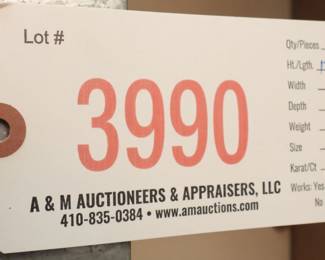 Lot #
3990
A & M AUCTIONEERS & APPRAISERS, LLC
410-835-0384 • www.amauctions.com
Qty/Pieces
Ht./Lgth.
Width
Depth
Weight
Size
Karat/Ct
Works: Yes
No